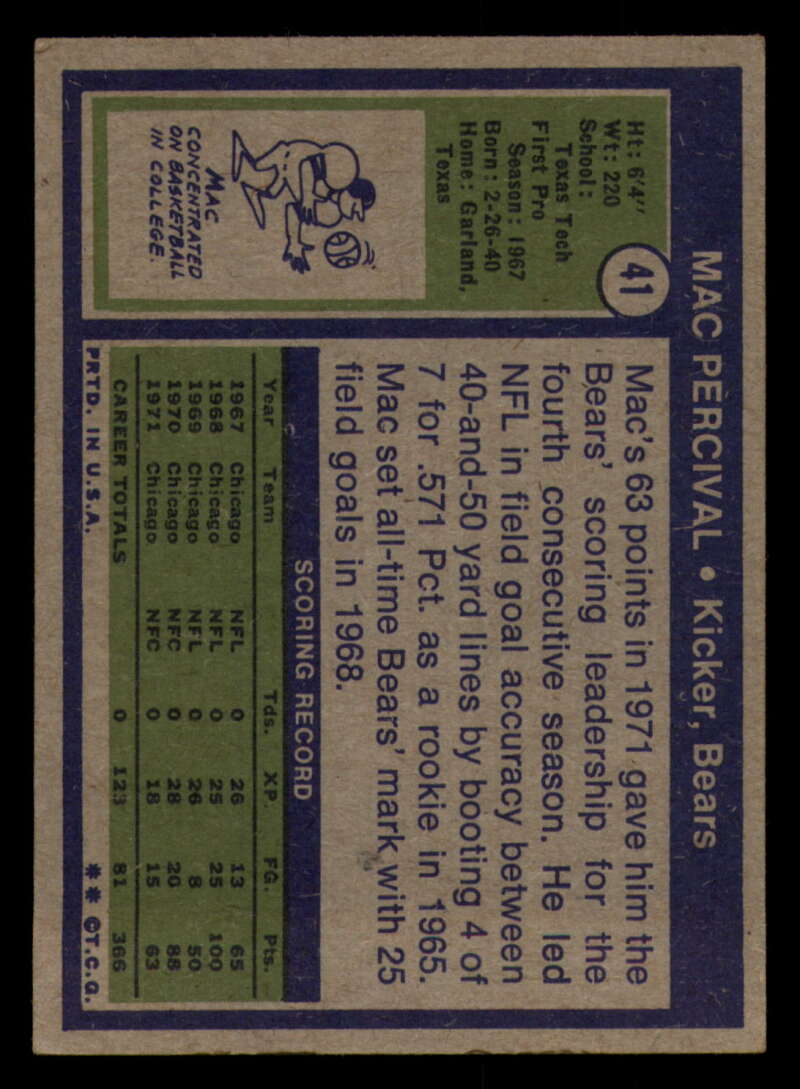 MAC PERCIVAL • Kicker, Bears
41
Ht: 6'4"
Wt: 220
School:
Texas Tech
First Pro
Season: 1967
Born: 2-26-40
Home: Garland,
Texas
MAC
CONCENTRATED
ON BASKETBALL
IN COLLEGE.
Mac's 63 points in 1971 gave him the
Bears' scoring leadership for the
fourth consecutive season. He led
NFL in field goal accuracy between
40-and-50 yard lines by booting 4 of
7 for .571 Pct. as a rookie in 1965.
Mac set all-time Bears' mark with 25
field goals in 1968.
SCORING RECORD
Year Team Tds. XP. FG. Pts.
1967 Chicago NFL 0 26 13 65
1968 Chicago NFL 0 25 25 100
1969 Chicago NFL 0 26 8 50
1970 Chicago NFC 0 28 20 88
1971 Chicago NFC 0 18 15 63
CAREER TOTALS 0 123 81 366
PRTD. IN U.S.A. ** ©T.C.G.